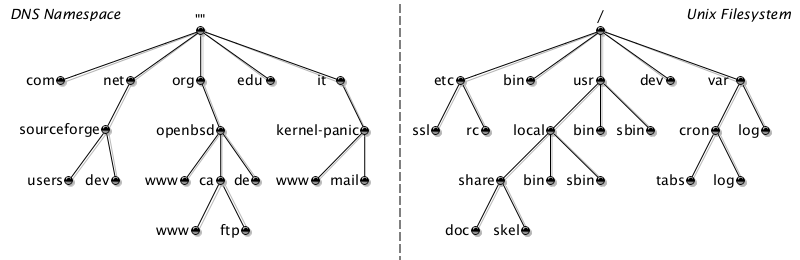 DNS Namespace
""
com net org edu it
sourceforge openbsd kernel-panic
users dev www ca de www mail
www ftp
/
Unix Filesystem
etc bin usr dev var
ssl rc local bin sbin cron log
share bin sbin tabs log
doc skel